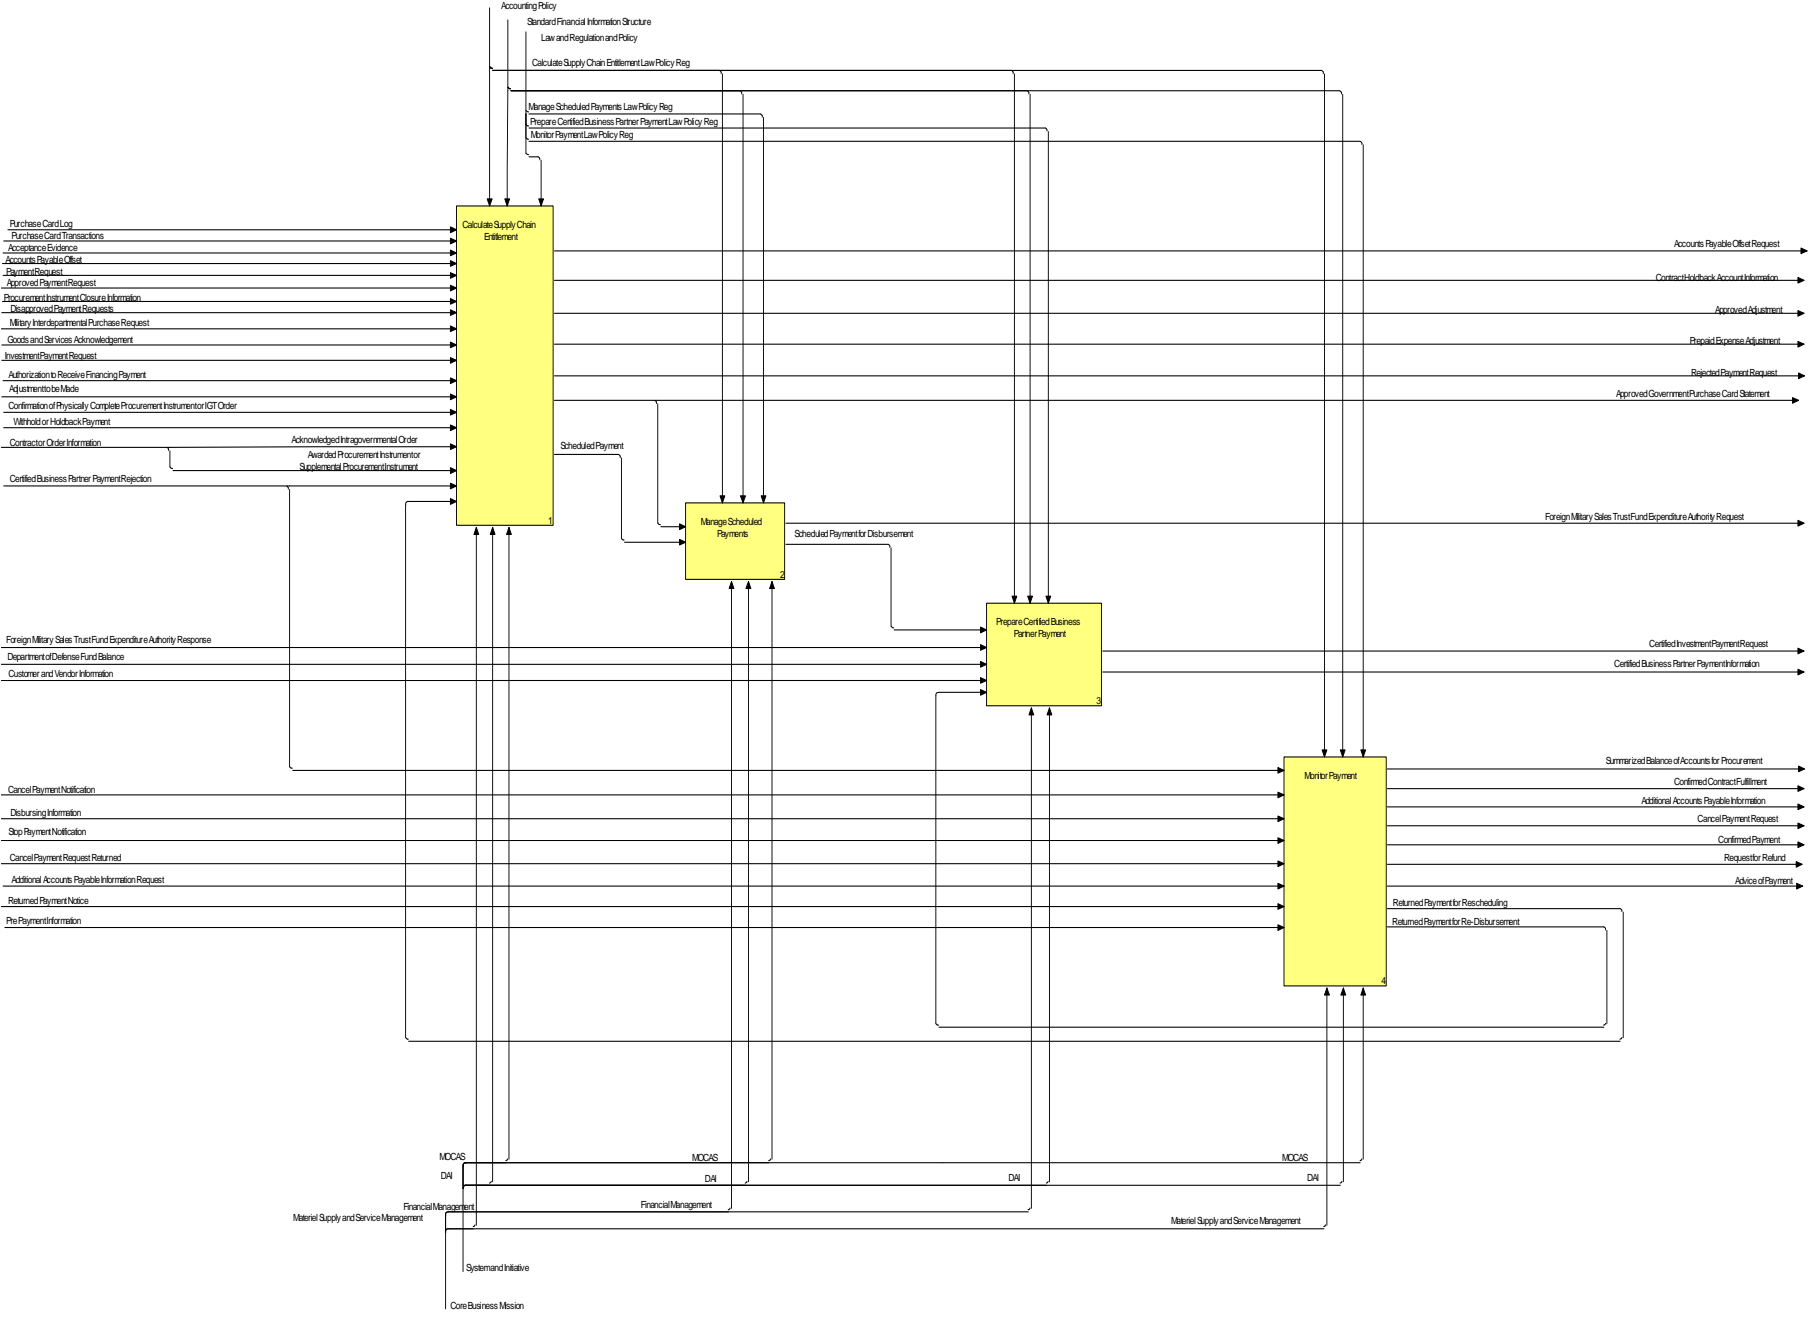 Accounting Policy
Standard Financial Information Structure
Law and Regulation and Policy
Calculate Supply Chain Entitlement Law Policy Reg
Manage Scheduled Payments Law Policy Reg
Prepare Certified Business Partner Payment Law Policy Reg
Monitor Payment Law Policy Reg
Calculate Supply Chain
Entitlement
1
Purchase Card Log
Purchase Card Transactions
Acceptance Evidence
Accounts Payable Offset
Payment Request
Approved Payment Request
Procurement Instrument Closure Information
Disapproved Payment Requests
Military Interdepartmental Purchase Request
Goods and Services Acknowledgement
Investment Payment Request
Authorization to Receive Financing Payment
Adjustment to be Made
Confirmation of Physically Complete Procurement Instrument or IGT Order
Withhold or Holdback Payment
Contract or Order Information
Acknowledged Intragovernmental Order
Awarded Procurement Instrument or
Supplemental Procurement Instrument
Certified Business Partner Payment Rejection
Accounts Payable Offset Request
Contract Holdback Account Information
Approved Adjustment
Prepaid Expense Adjustment
Rejected Payment Request
Approved Government Purchase Card Statement
Scheduled Payment
Manage Scheduled
Payments
2
Foreign Military Sales Trust Fund Expenditure Authority Request
Scheduled Payment for Disbursement
Prepare Certified Business
Partner Payment
3
Foreign Military Sales Trust Fund Expenditure Authority Response
Department of Defense Fund Balance
Customer and Vendor Information
Certified Investment Payment Request
Certified Business Partner Payment Information
Monitor Payment
4
Cancel Payment Notification
Disbursing Information
Stop Payment Notification
Cancel Payment Request Returned
Additional Accounts Payable Information Request
Returned Payment Notice
Pre Payment Information
Summarized Balance of Accounts for Procurement
Confirmed Contract Fulfillment
Additional Accounts Payable Information
Cancel Payment Request
Confirmed Payment
Request for Refund
Advice of Payment
Returned Payment for Rescheduling
Returned Payment for Re-Disbursement
MOCAS
MOCAS
MOCAS
DAI
DAI
DAI
DAI
Financial Management
Financial Management
Materiel Supply and Service Management
Materiel Supply and Service Management
System and Initiative
Core Business Mission